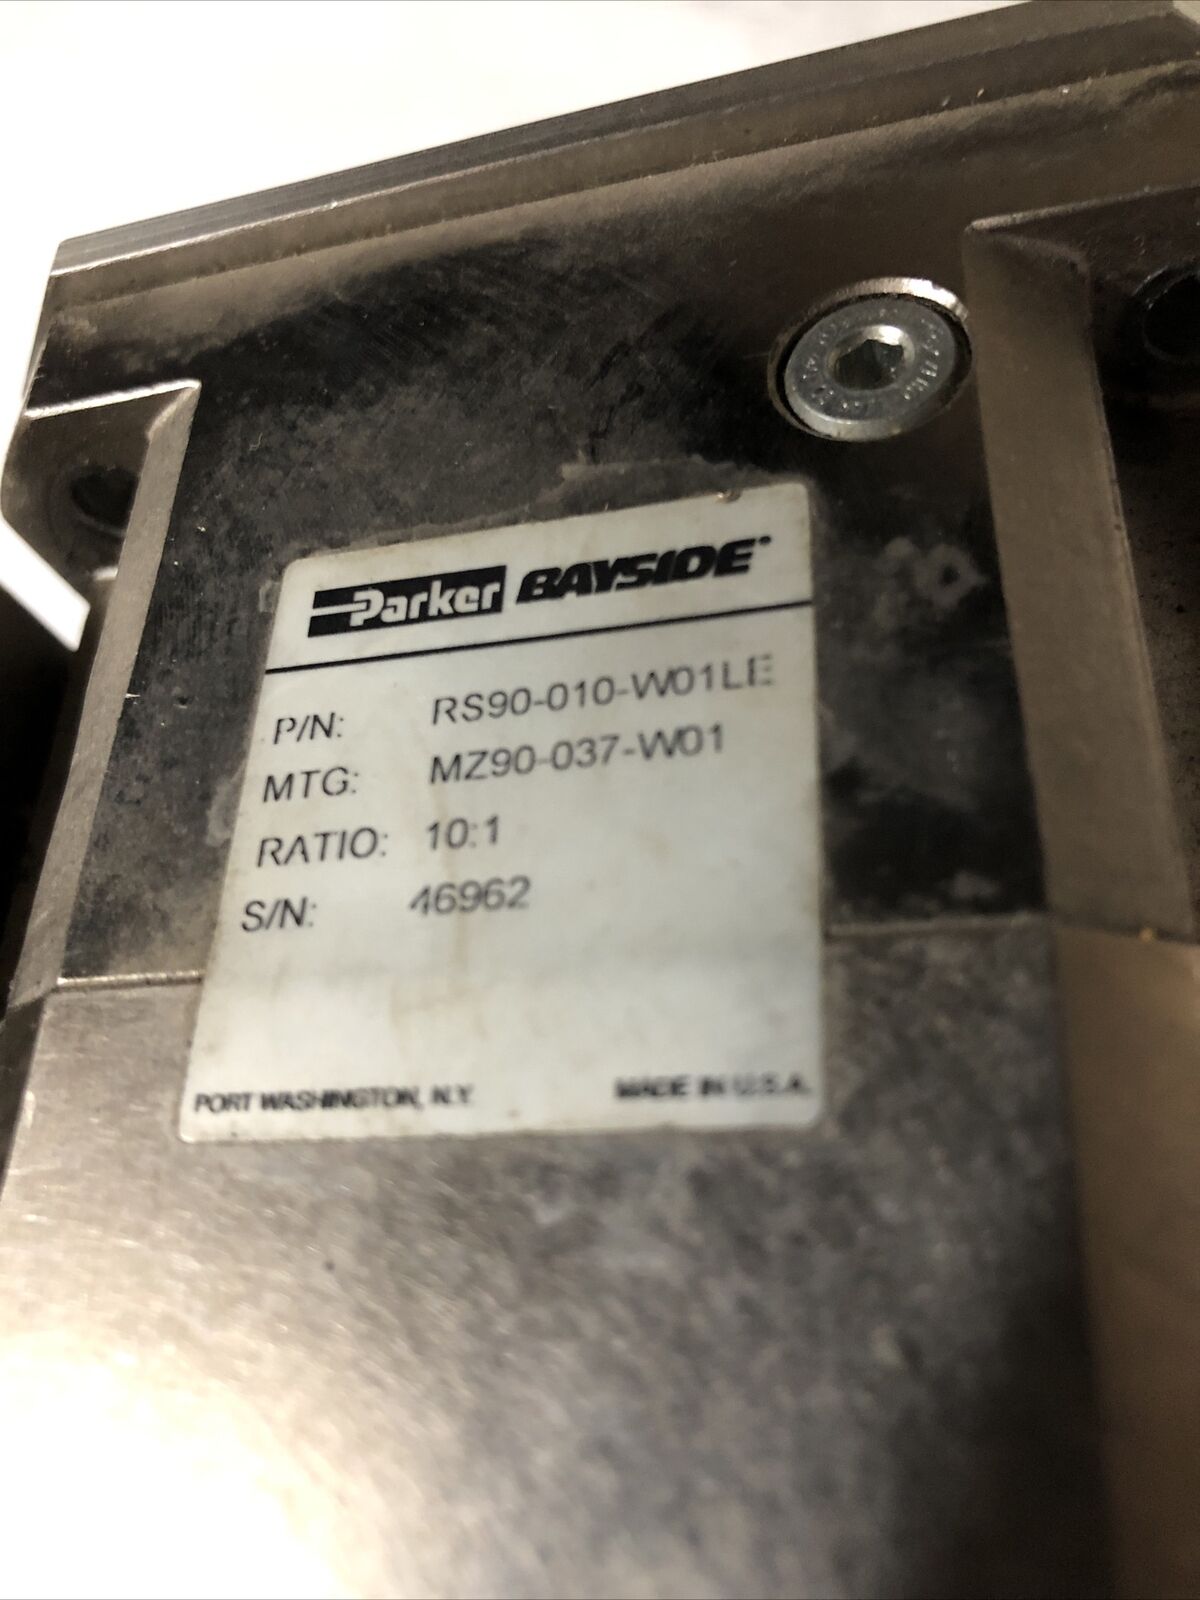 Parker BAYSIDE
P/N: RS90-010-W01LE
MTG: MZ90-037-W01
RATIO: 10:1
S/N: 46962
PORT WASHINGTON, N.Y. MADE IN U.S.A.